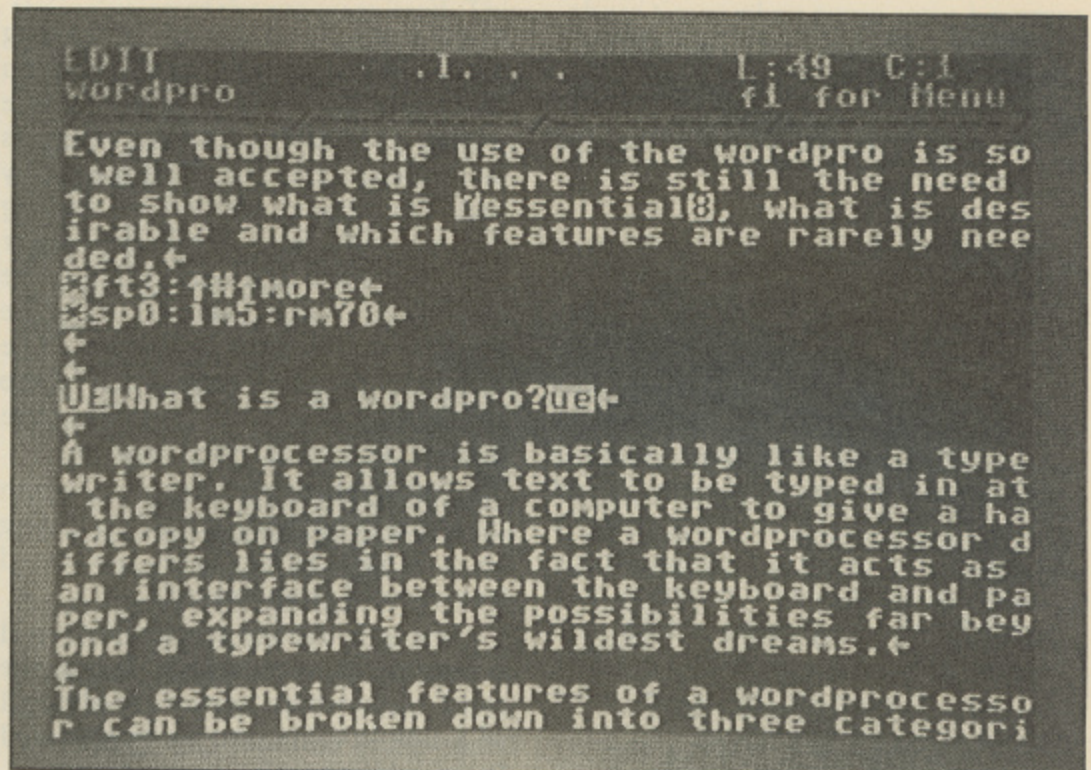 EDIT .I. . . L:49 C:1
wordpro f1 for Menu
Even though the use of the wordpro is so
 well accepted, there is still the need
to show what is 7essential8, what is des
irable and which features are rarely nee
ded.←
*ft3:↑#↑more←
*sp0:lm5:rm70←
←
←
UEWhat is a wordpro?ue←
←
A wordprocessor is basically like a type
writer. It allows text to be typed in at
 the keyboard of a computer to give a ha
rdcopy on paper. Where a wordprocessor d
iffers lies in the fact that it acts as
an interface between the keyboard and pa
per, expanding the possibilities far bey
ond a typewriter's wildest dreams.←
←
The essential features of a wordprocesso
r can be broken down into three categori